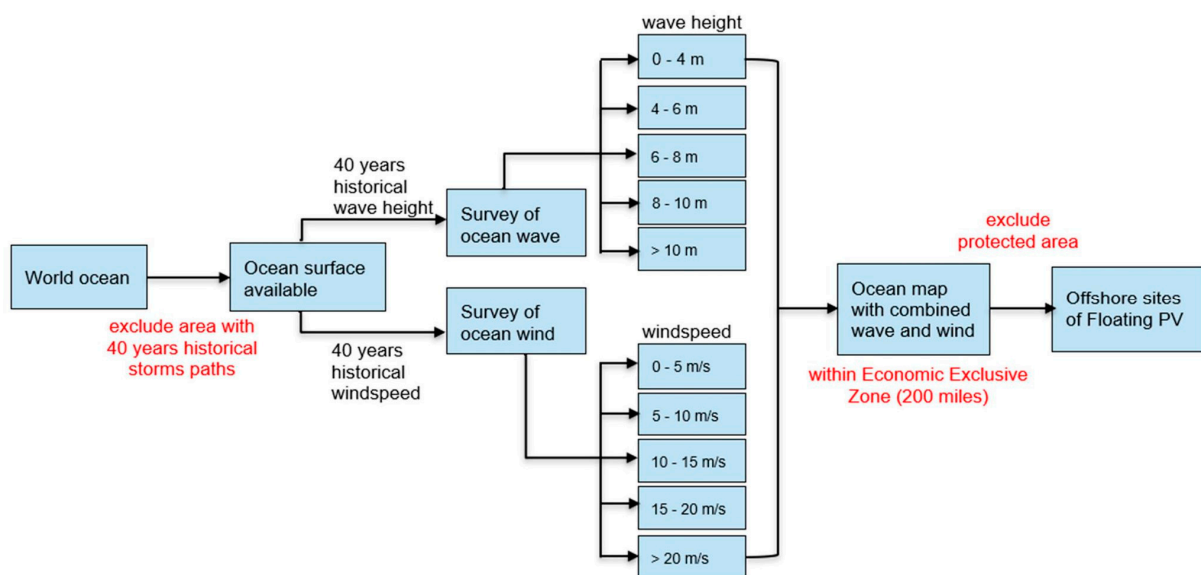 World ocean
exclude area with
40 years historical
storms paths
Ocean surface
available
40 years
historical
wave height
40 years
historical
windspeed
Survey of
ocean wave
Survey of
ocean wind
wave height
0 - 4 m
4 - 6 m
6 - 8 m
8 - 10 m
> 10 m
windspeed
0 - 5 m/s
5 - 10 m/s
10 - 15 m/s
15 - 20 m/s
> 20 m/s
Ocean map
with combined
wave and wind
within Economic Exclusive
Zone (200 miles)
exclude
protected area
Offshore sites
of Floating PV